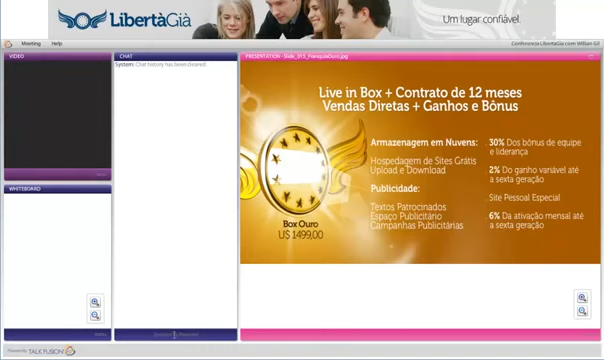 LibertàGià
Um lugar confiável.
Meeting Help
Conferencia LibertaGia com Willian Gil
VIDEO
CHAT
PRESENTATION - Slide_015_FranquiaOuro.jpg
System: Chat history has been cleared
Live in Box + Contrato de 12 meses
Vendas Diretas + Ganhos e Bônus
Armazenagem em Nuvens:
Hospedagem de Sites Grátis
Upload e Download
Publicidade:
Textos Patrocinados
Espaço Publicitário
Campanhas Publicitárias
. 30% Dos bônus de equipe
e liderança
. 2% Do ganho variável até
a sexta geração
. Site Pessoal Especial
. 6% Da ativação mensal até
a sexta geração
Box Ouro
U$ 1499,00
WHITEBOARD
Powered by TALK FUSION